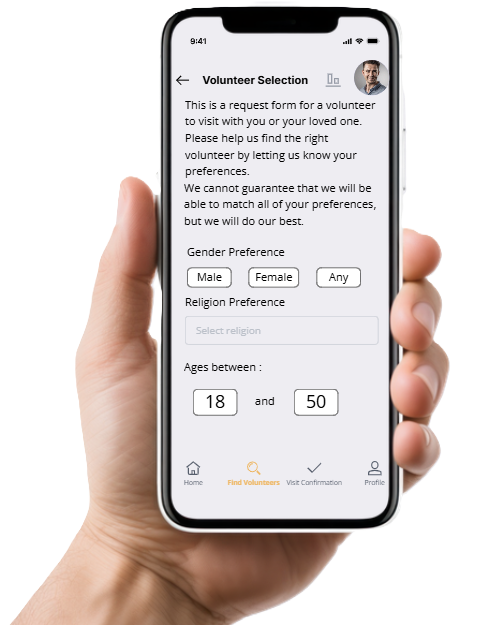 9:41
Volunteer Selection
This is a request form for a volunteer
to visit with you or your loved one.
Please help us find the right
volunteer by letting us know your
preferences.
We cannot guarantee that we will be
able to match all of your preferences,
but we will do our best.
Gender Preference
Male Female Any
Religion Preference
Select religion
Ages between :
18 and 50
Home Find Volunteers Visit Confirmation Profile